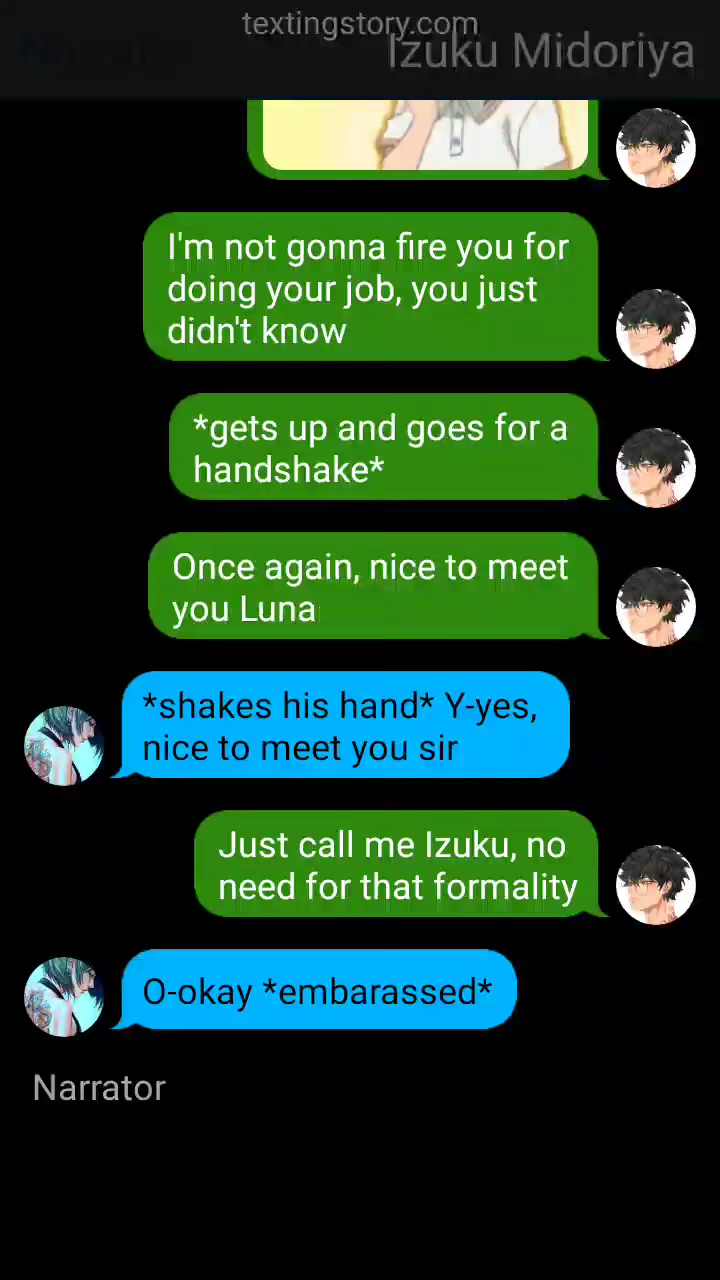 textingstory.com
Narrator Izuku Midoriya
I'm not gonna fire you for
doing your job, you just
didn't know
*gets up and goes for a
handshake*
Once again, nice to meet
you Luna
*shakes his hand* Y-yes,
nice to meet you sir
Just call me Izuku, no
need for that formality
O-okay *embarassed*
Narrator